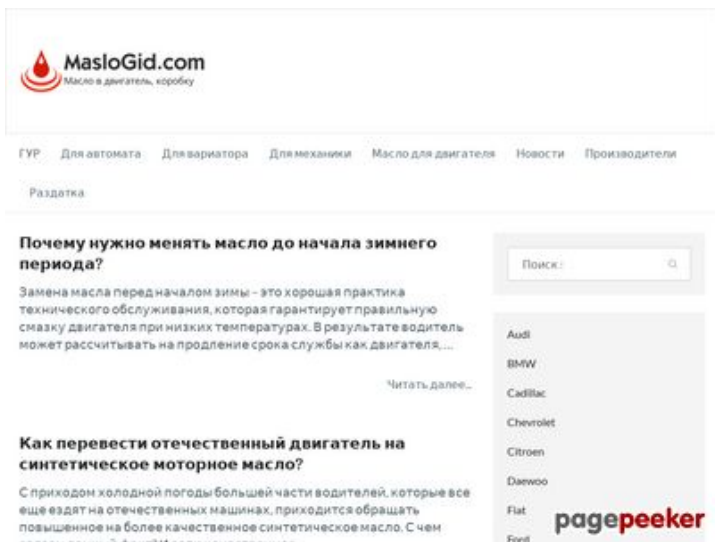 MasloGid.com
Масло в двигатель, коробку
ГУР Для автомата Для вариатора Для механики Масло для двигателя Новости Производители
Раздатка
Почему нужно менять масло до начала зимнего
периода?
Замена масла перед началом зимы – это хорошая практика
технического обслуживания, которая гарантирует правильную
смазку двигателя при низких температурах. В результате водитель
может рассчитывать на продление срока службы как двигателя, ...
Читать далее...
Как перевести отечественный двигатель на
синтетическое моторное масло?
С приходом холодной погоды большей части водителей, которые все
еще ездят на отечественных машинах, приходится обращать
повышенное на более качественное синтетическое масло. С чем
Поиск:
Audi
BMW
Cadillac
Chevrolet
Citroen
Daewoo
Fiat
Ford
pagepeeker